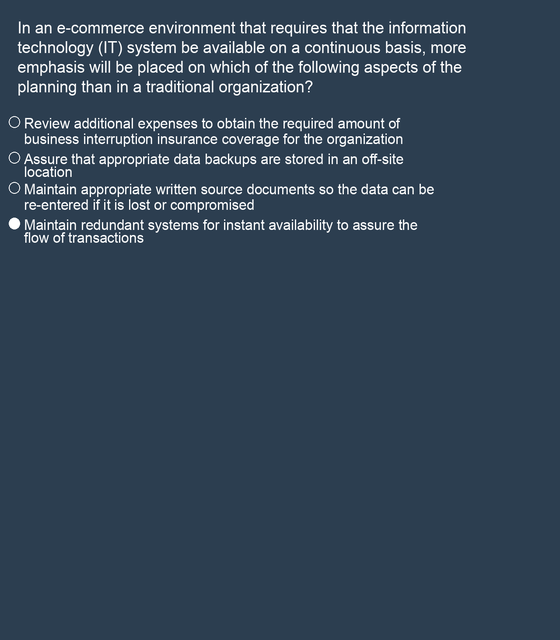 In an e-commerce environment that requires that the information
technology (IT) system be available on a continuous basis, more
emphasis will be placed on which of the following aspects of the
planning than in a traditional organization?
Review additional expenses to obtain the required amount of
business interruption insurance coverage for the organization
Assure that appropriate data backups are stored in an off-site
location
Maintain appropriate written source documents so the data can be
re-entered if it is lost or compromised
Maintain redundant systems for instant availability to assure the
flow of transactions